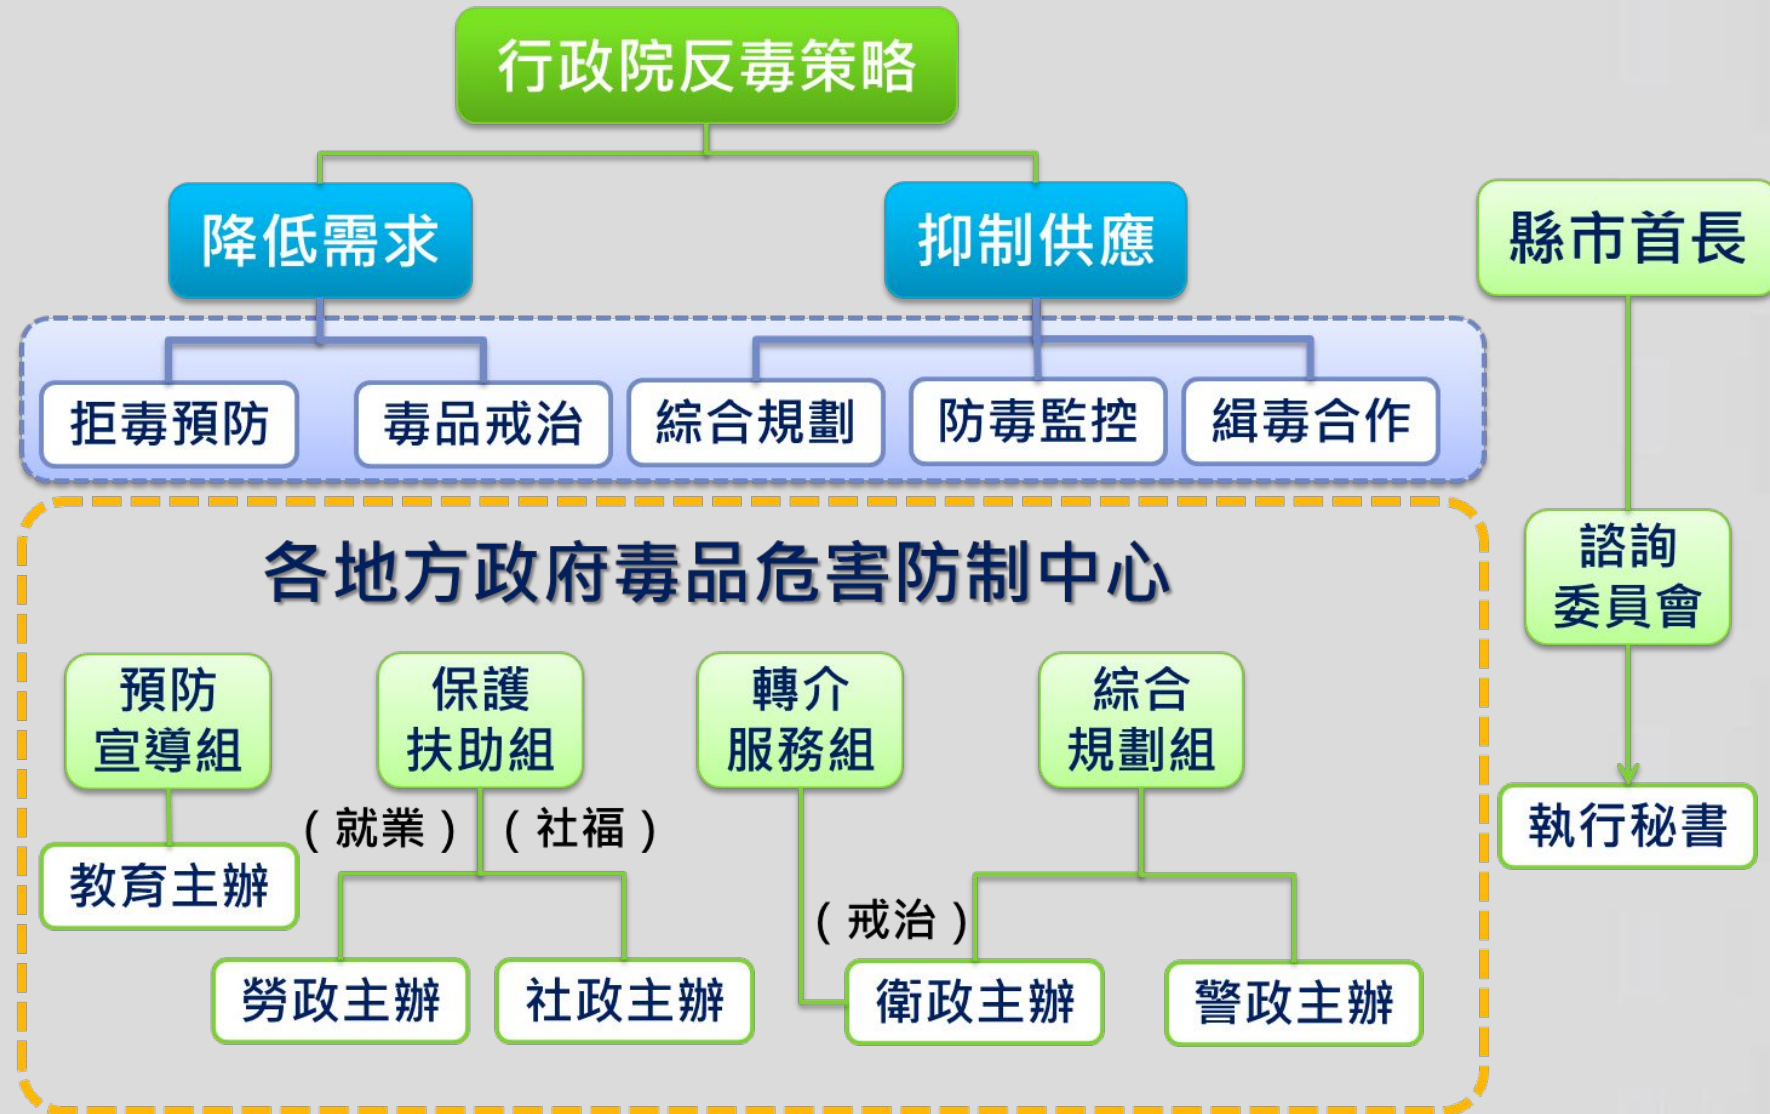 行政院反毒策略
降低需求
抑制供應
縣市首長
拒毒預防
毒品戒治
綜合規劃
防毒監控
緝毒合作
各地方政府毒品危害防制中心
諮詢
委員會
預防
宣導組
保護
扶助組
轉介
服務組
綜合
規劃組
(就業)
(社福)
執行秘書
教育主辦
(戒治)
勞政主辦
社政主辦
衛政主辦
警政主辦